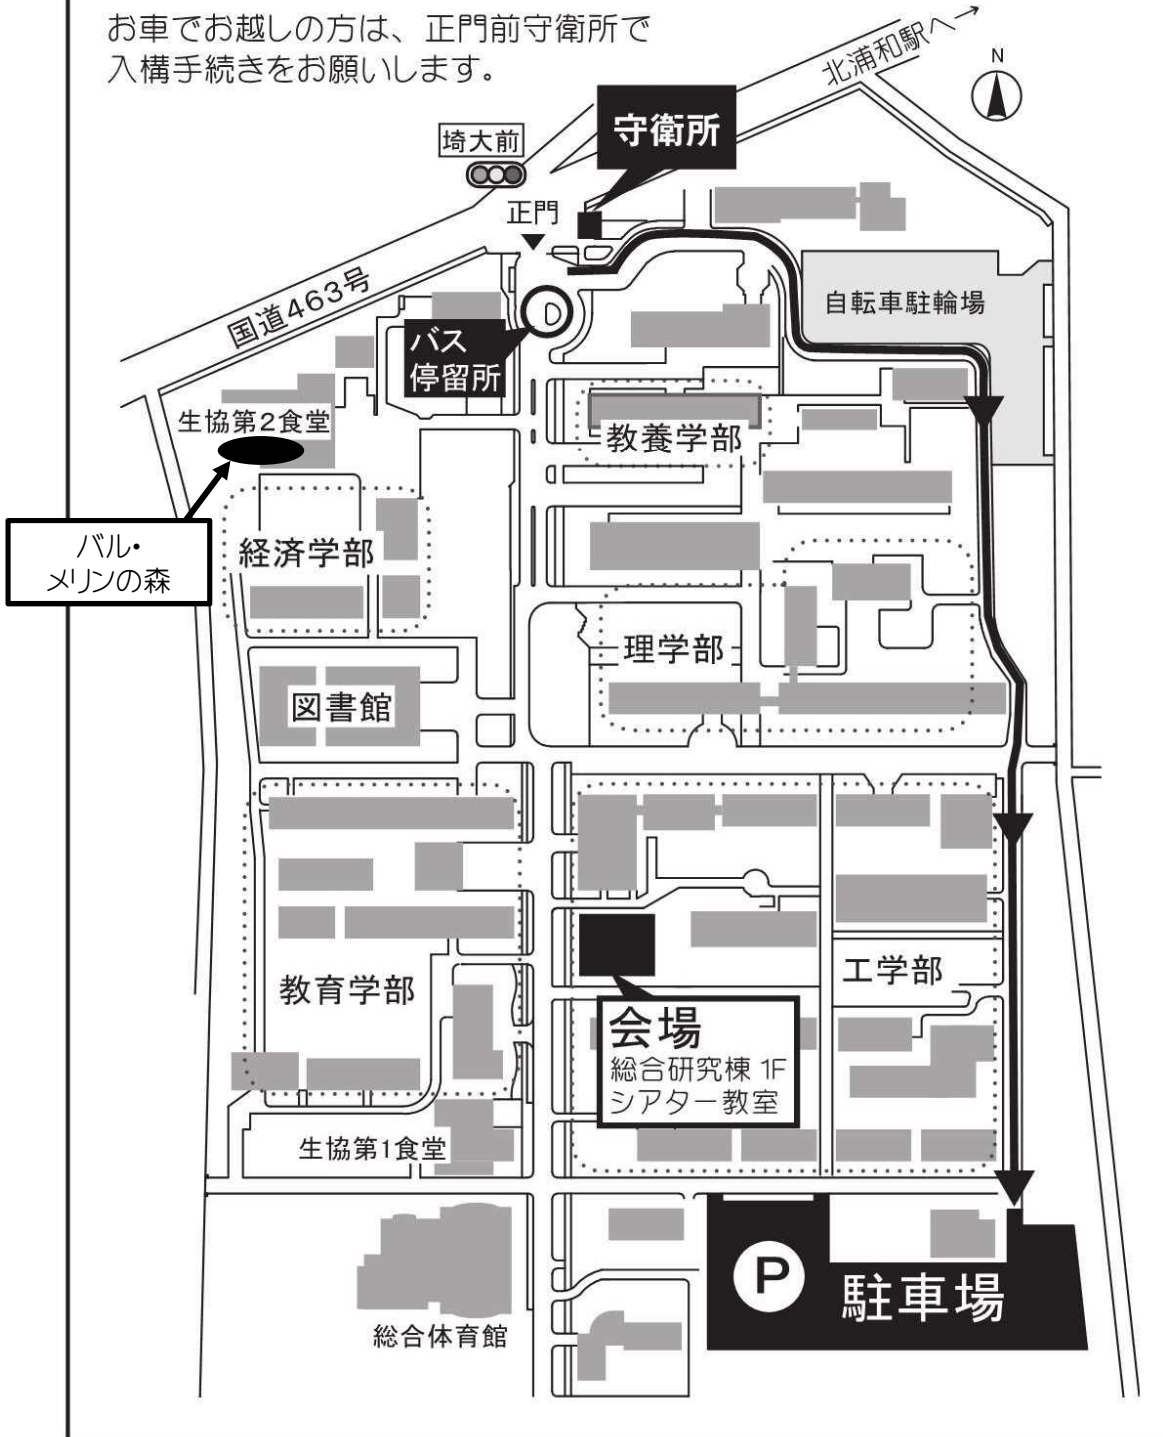 お車でお越しの方は、正門前守衛所で
入構手続きをお願いします。
北浦和駅へ→
N
守衛所
埼大前
正門
国道463号
自転車駐輪場
バス
停留所
生協第2食堂
教養学部
バル・
メリンの森
経済学部
理学部
図書館
教育学部
工学部
会場
総合研究棟 1F
シアター教室
生協第1食堂
P
駐車場
総合体育館